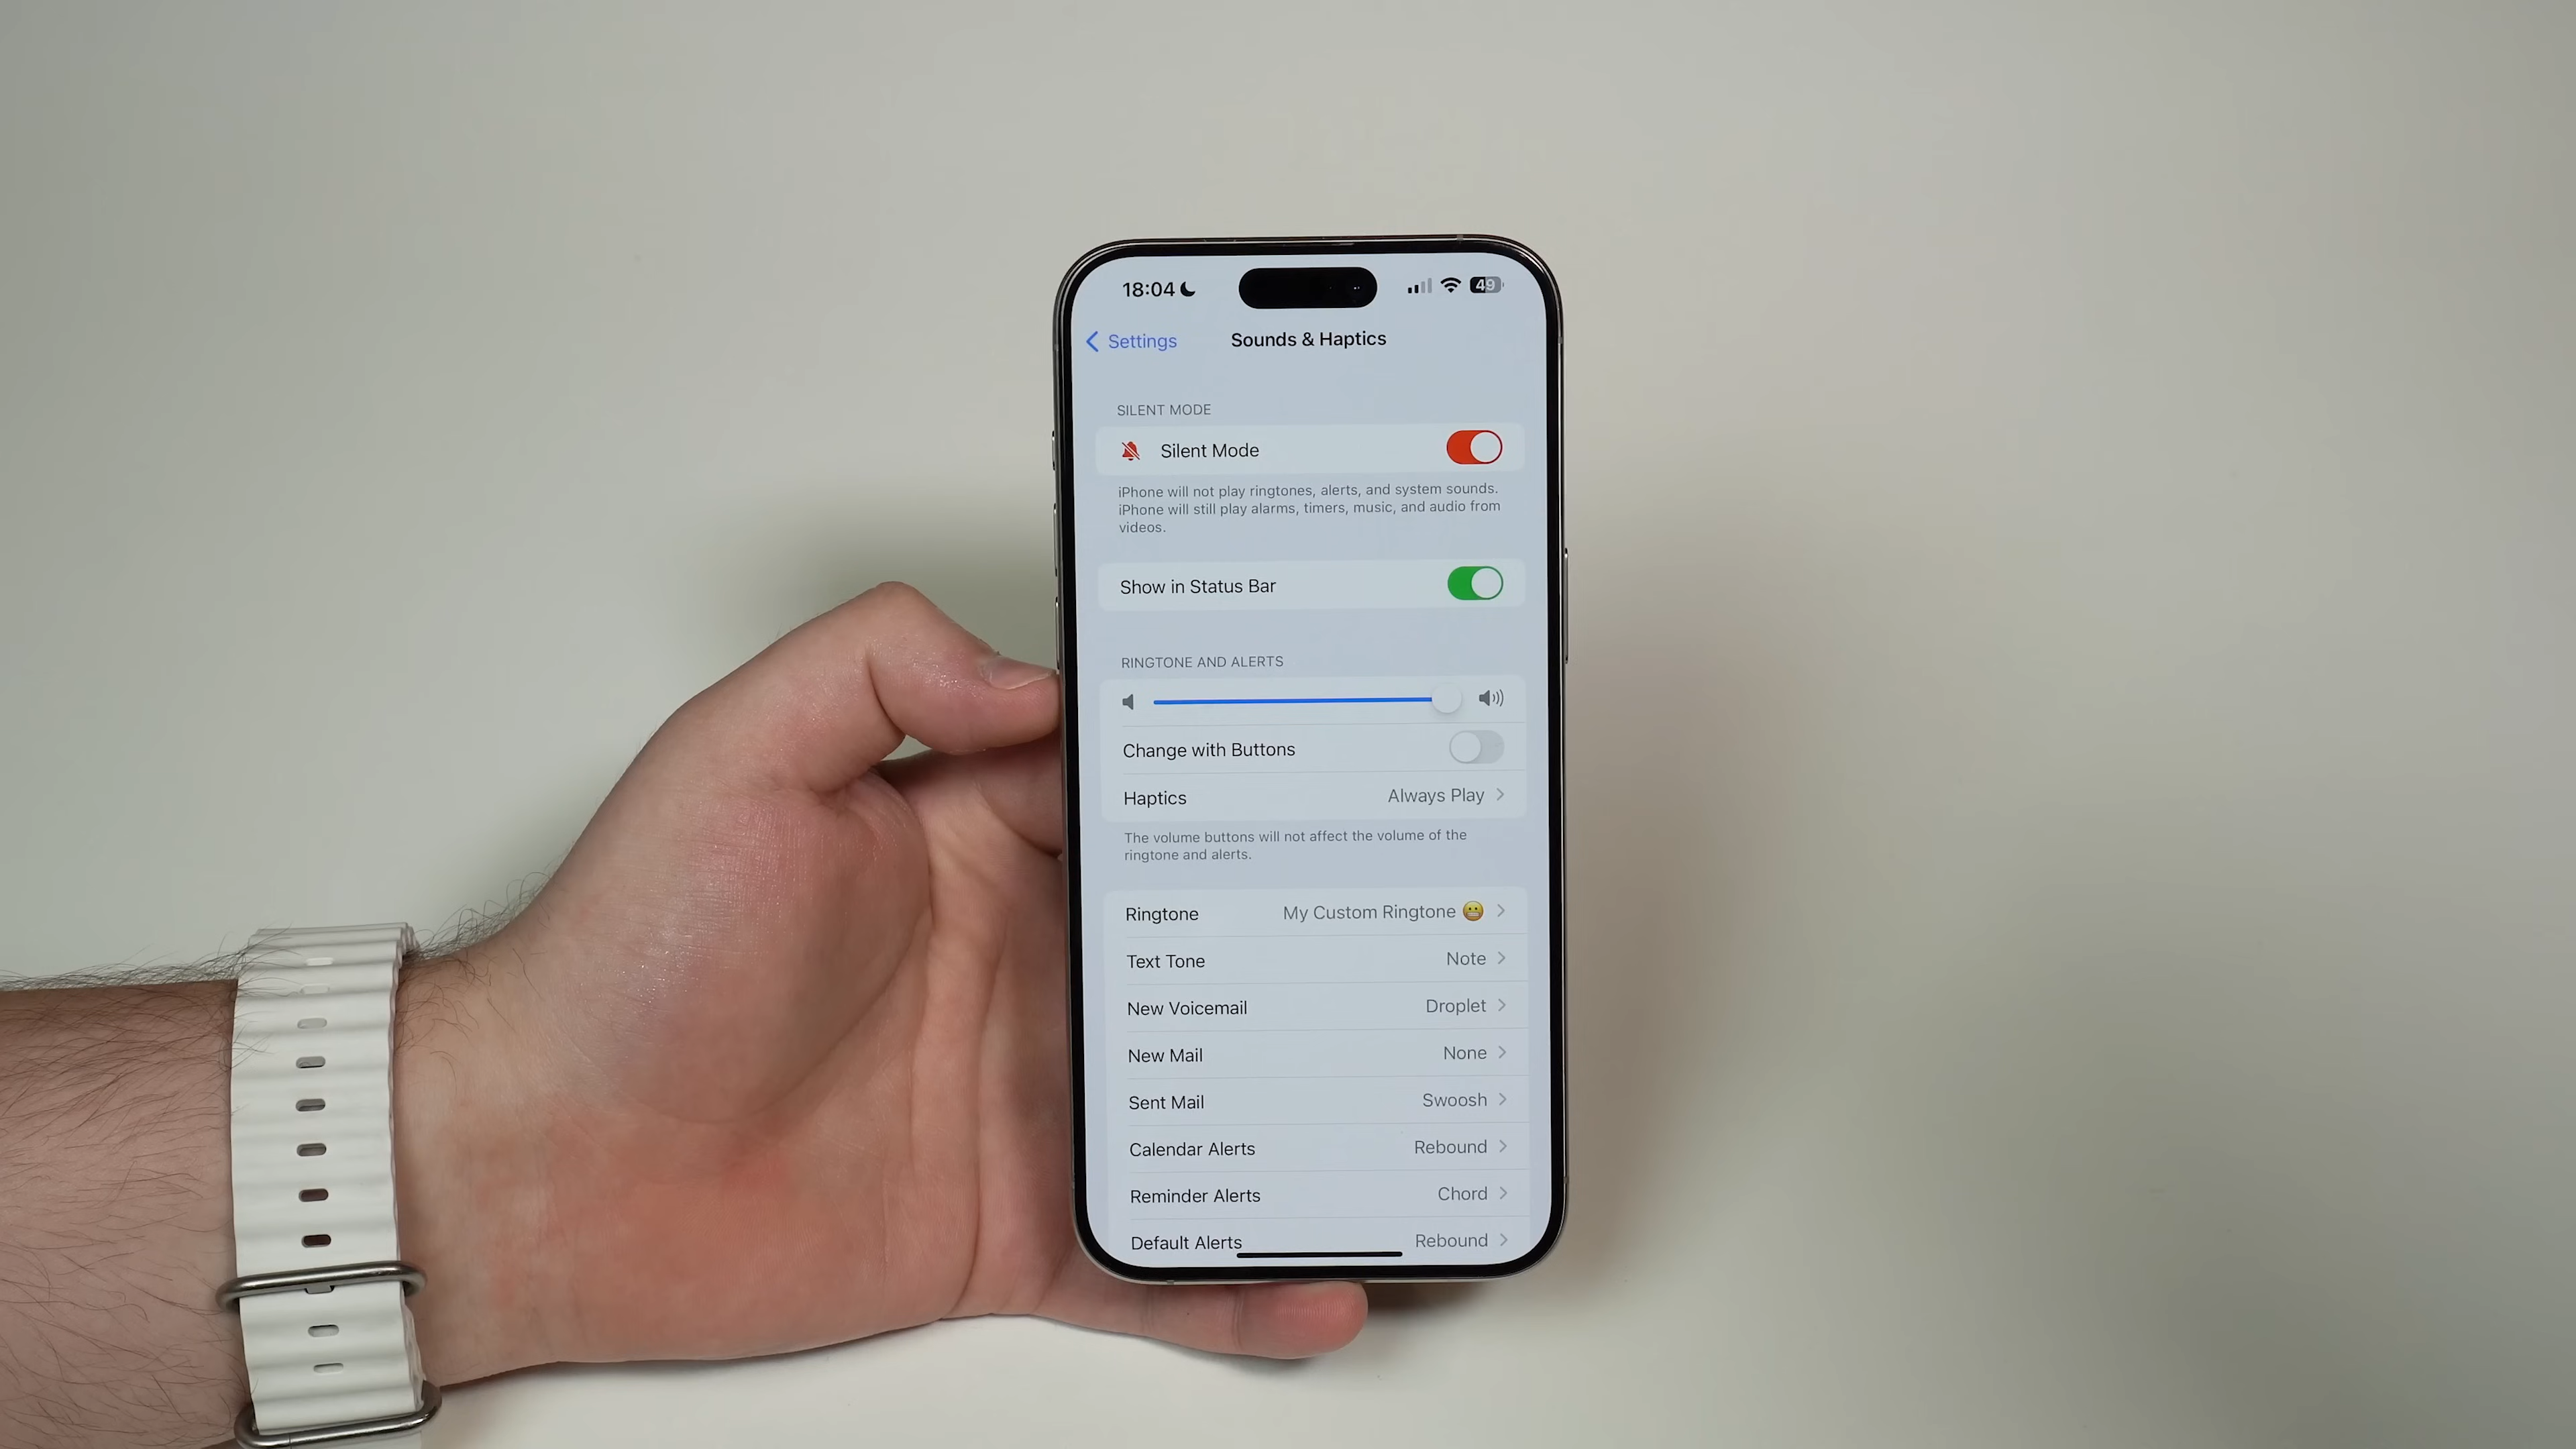 18:04
49
Settings
Sounds & Haptics
SILENT MODE
Silent Mode
iPhone will not play ringtones, alerts, and system sounds.
iPhone will still play alarms, timers, music, and audio from
videos.
Show in Status Bar
RINGTONE AND ALERTS
Change with Buttons
Haptics Always Play
The volume buttons will not affect the volume of the
ringtone and alerts.
Ringtone My Custom Ringtone 😬
Text Tone Note
New Voicemail Droplet
New Mail None
Sent Mail Swoosh
Calendar Alerts Rebound
Reminder Alerts Chord
Default Alerts Rebound